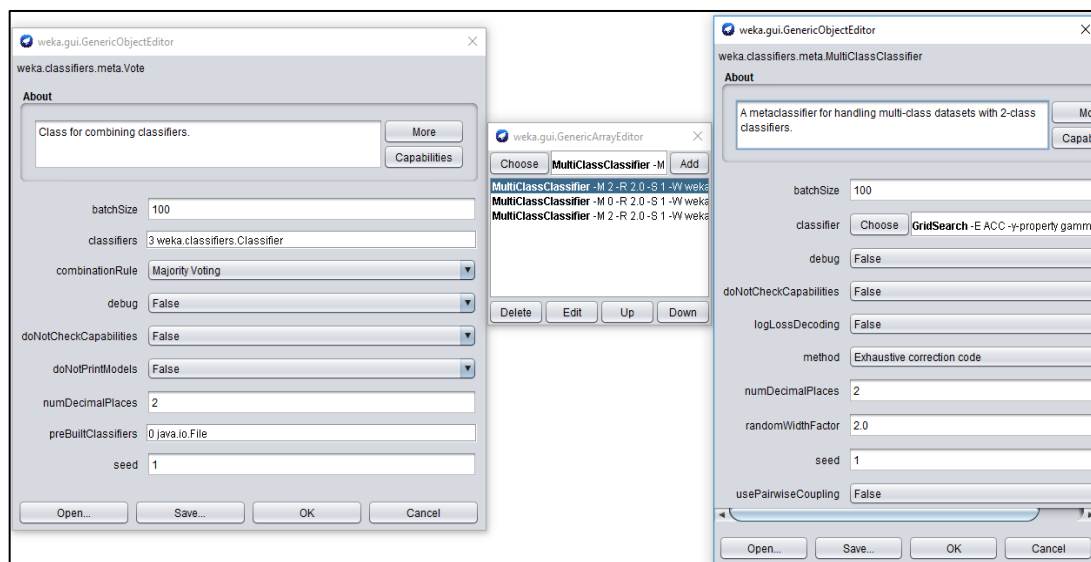 weka.gui.GenericObjectEditor
weka.classifiers.meta.Vote
About
Class for combining classifiers.
More
Capabilities
batchSize 100
classifiers 3 weka.classifiers.Classifier
combinationRule Majority Voting
debug False
doNotCheckCapabilities False
doNotPrintModels False
numDecimalPlaces 2
preBuiltClassifiers 0 java.io.File
seed 1
Open... Save... OK Cancel
weka.gui.GenericArrayEditor
Choose MultiClassClassifier -M Add
MultiClassClassifier -M 2 -R 2.0 -S 1 -W weka
MultiClassClassifier -M 0 -R 2.0 -S 1 -W weka
MultiClassClassifier -M 2 -R 2.0 -S 1 -W weka
Delete Edit Up Down
weka.gui.GenericObjectEditor
weka.classifiers.meta.MultiClassClassifier
About
A metaclassifier for handling multi-class datasets with 2-class
classifiers.
Mo
Capab
batchSize 100
classifier Choose GridSearch -E ACC -y-property gamm
debug False
doNotCheckCapabilities False
logLossDecoding False
method Exhaustive correction code
numDecimalPlaces 2
randomWidthFactor 2.0
seed 1
usePairwiseCoupling False
Open... Save... OK Cancel